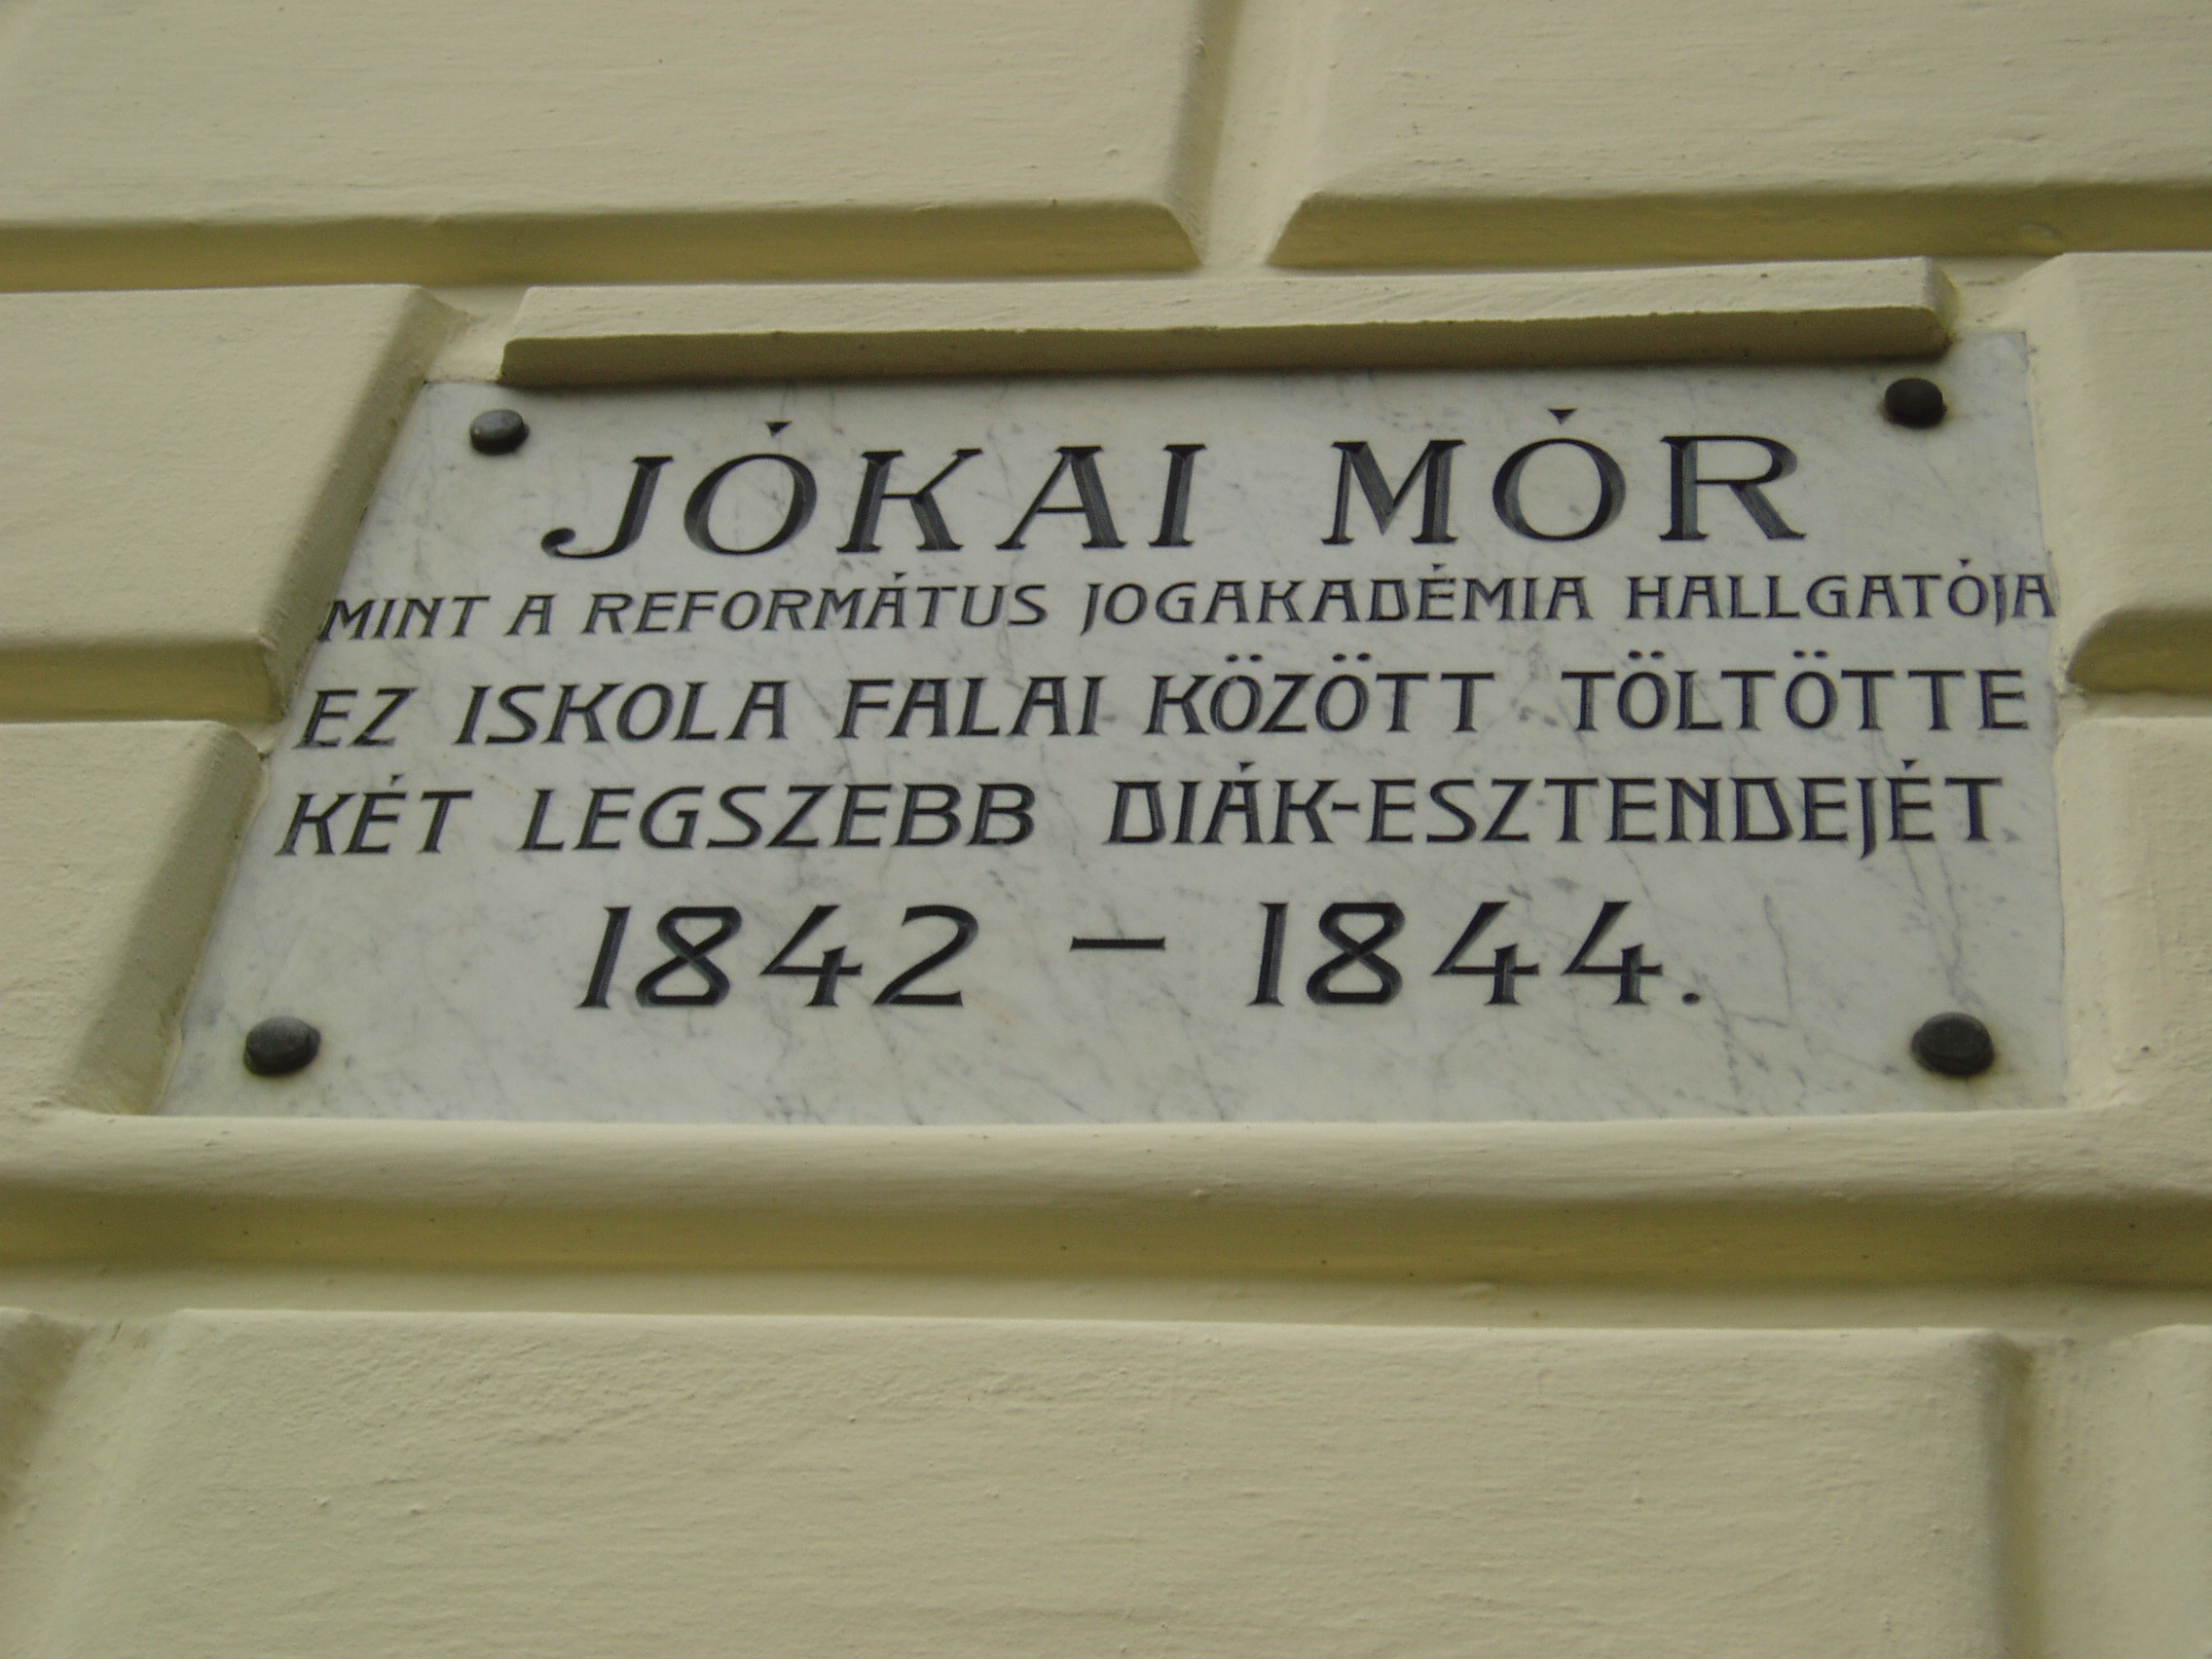 JÓKAI MÓR
MINT A REFORMÁTUS JOGAKADÉMIA HALLGATÓJA
EZ ISKOLA FALAI KÖZÖTT TÖLTÖTTE
KÉT LEGSZEBB DIÁK-ESZTENDEJÉT
1842 – 1844.